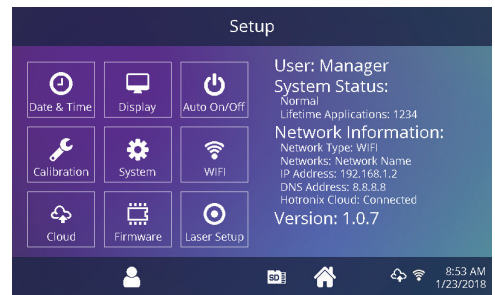 Setup
Date & Time
Display
Auto On/Off
Calibration
System
WIFI
Cloud
Firmware
Laser Setup
User: Manager
System Status:
Normal
Lifetime Applications: 1234
Network Information:
Network Type: WIFI
Networks: Network Name
IP Address: 192.168.1.2
DNS Address: 8.8.8.8
Hotronix Cloud: Connected
Version: 1.0.7
SD
8:53 AM
1/23/2018